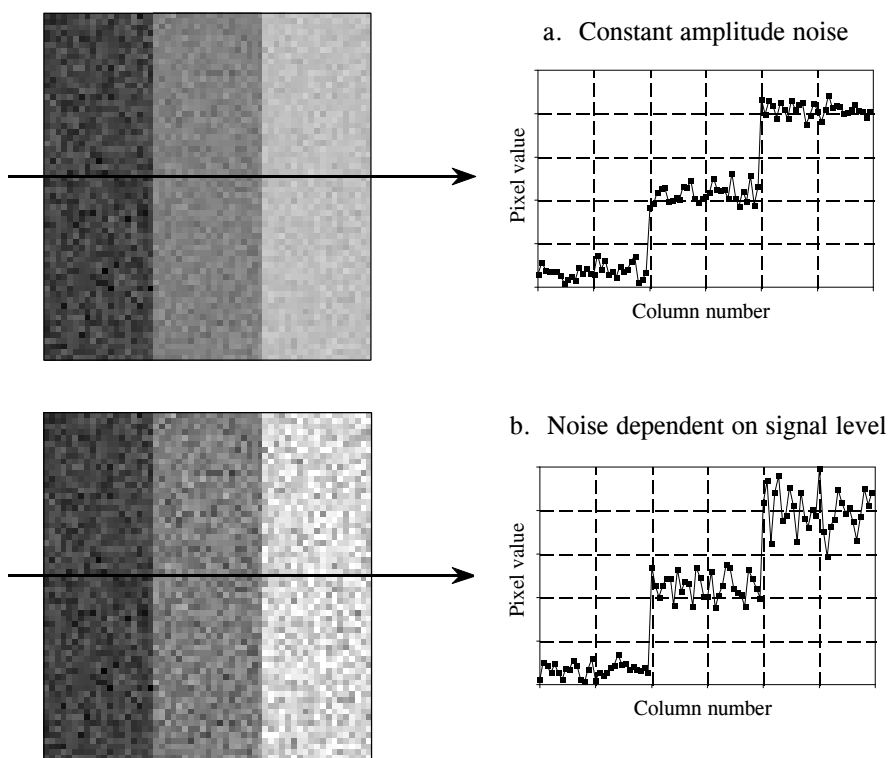 a. Constant amplitude noise
Pixel value
Column number
b. Noise dependent on signal level
Pixel value
Column number